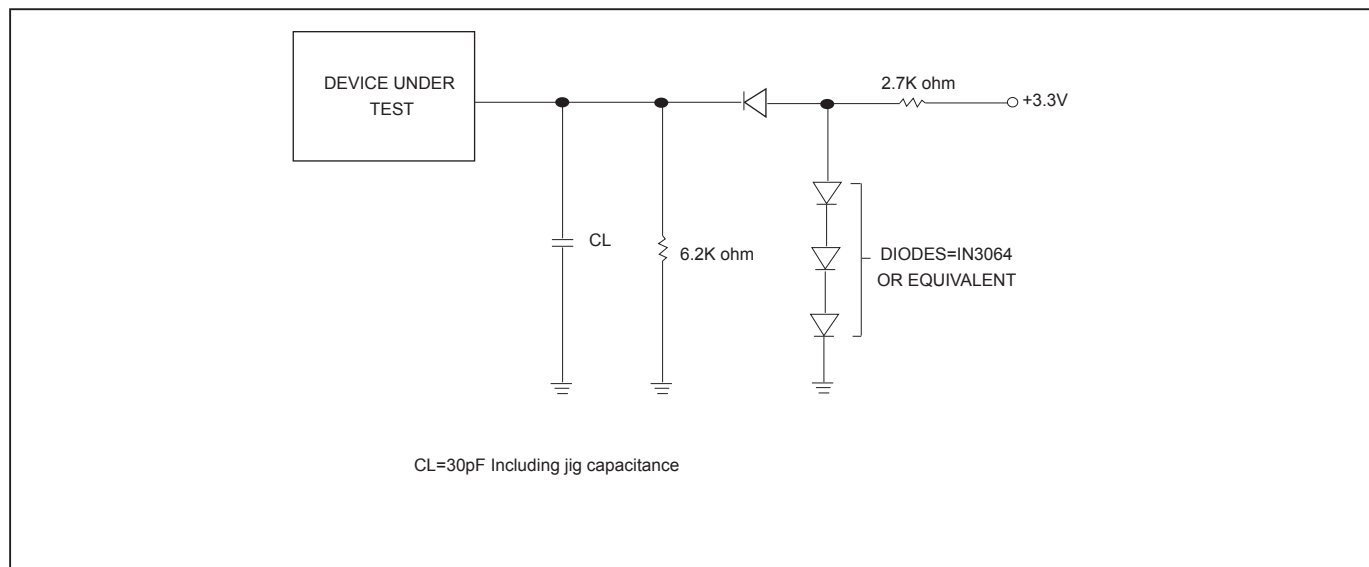 DEVICE UNDER
TEST
2.7K ohm
+3.3V
CL
6.2K ohm
DIODES=IN3064
OR EQUIVALENT
CL=30pF Including jig capacitance